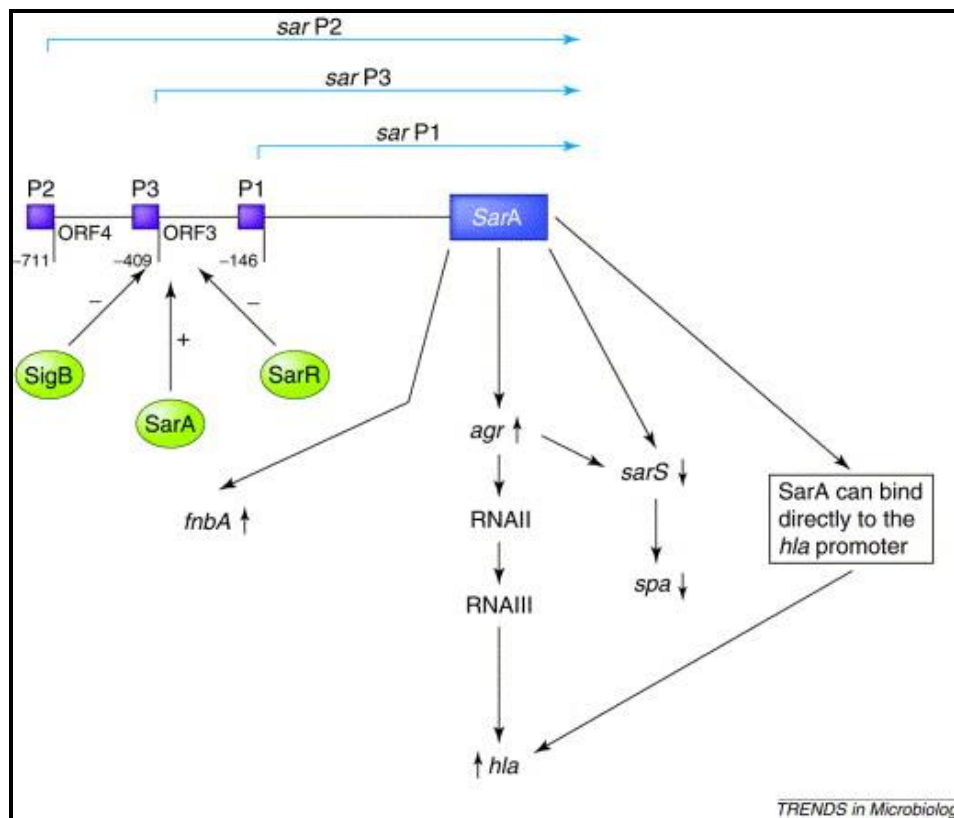 sar P2
sar P3
sar P1
P2
P3
P1
SarA
ORF4
ORF3
–711
–409
–146
–
+
–
SigB
SarA
SarR
agr ↑
sarS ↓
fnbA ↑
RNAII
SarA can bind
directly to the
hla promoter
spa ↓
RNAIII
↑ hla
TRENDS in Microbiolog